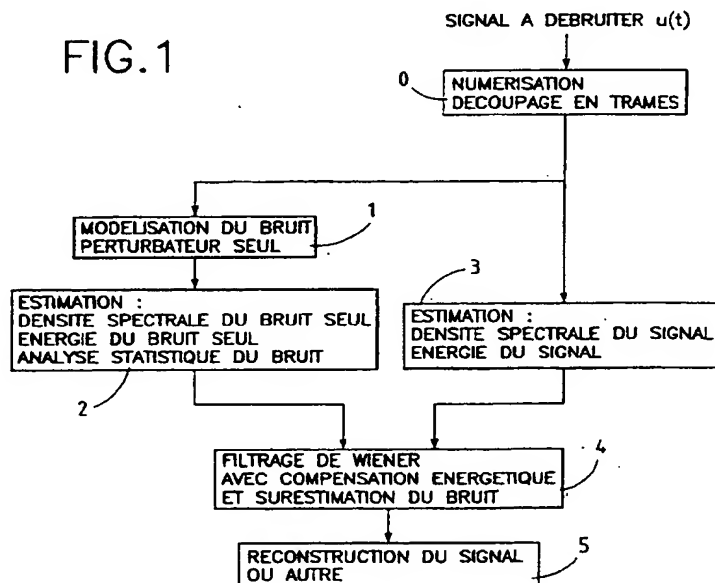 FIG.1
SIGNAL A DEBRUITER u(t)
0
NUMERISATION
DECOUPAGE EN TRAMES
MODELISATION DU BRUIT
PERTURBATEUR SEUL
1
ESTIMATION :
DENSITE SPECTRALE DU BRUIT SEUL
ENERGIE DU BRUIT SEUL
ANALYSE STATISTIQUE DU BRUIT
2
3
ESTIMATION :
DENSITE SPECTRALE DU SIGNAL
ENERGIE DU SIGNAL
FILTRAGE DE WIENER
AVEC COMPENSATION ENERGETIQUE
ET SURESTIMATION DU BRUIT
4
RECONSTRUCTION DU SIGNAL
OU AUTRE
5